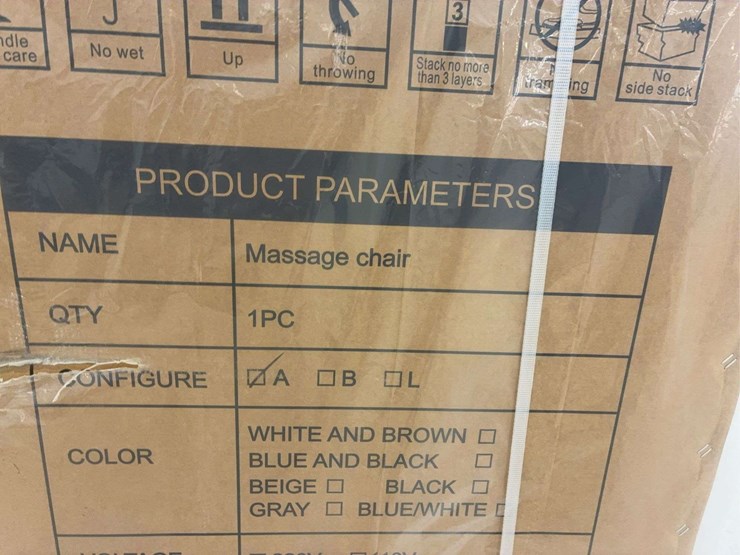 care
No wet
Up
No
throwing
3
Stack no more
than 3 layers
No
side stack
PRODUCT PARAMETERS
NAME
Massage chair
QTY
1PC
CONFIGURE
A
B
L
COLOR
WHITE AND BROWN
BLUE AND BLACK
BEIGE
BLACK
GRAY
BLUE/WHITE